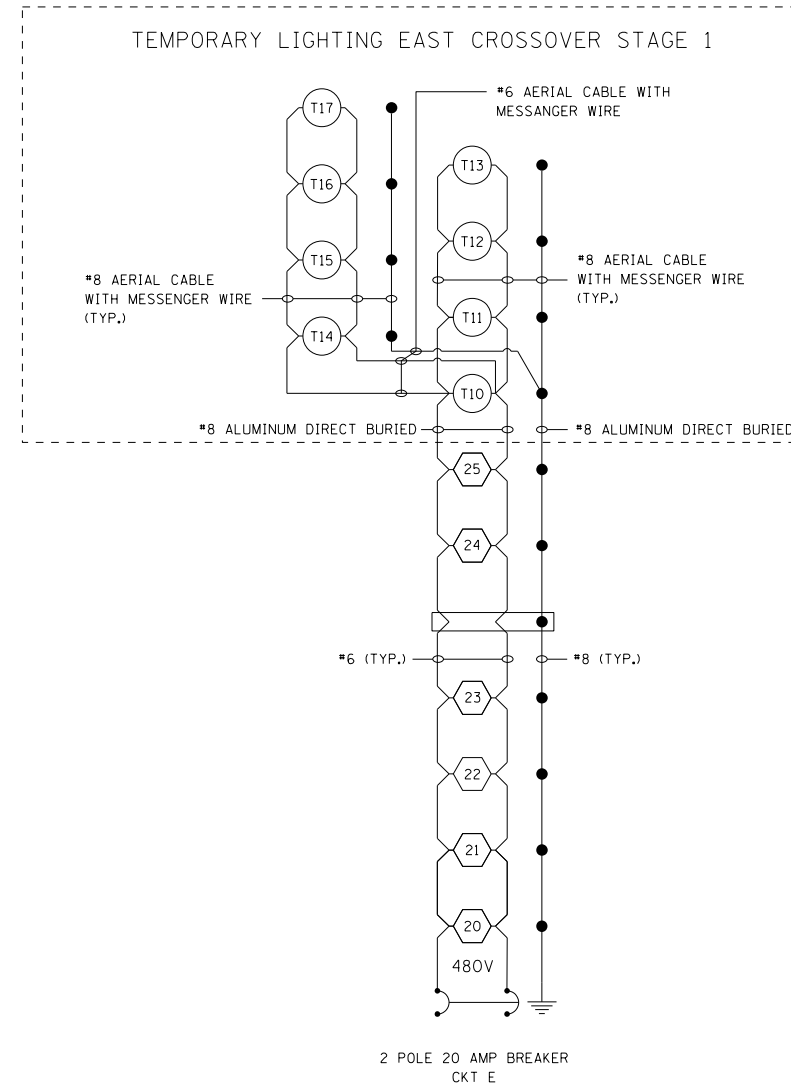 TEMPORARY LIGHTING EAST CROSSOVER STAGE 1
#6 AERIAL CABLE WITH
MESSANGER WIRE
T17
T13
T16
T12
#8 AERIAL CABLE
WITH MESSENGER WIRE
(TYP.)
T15
#8 AERIAL CABLE
WITH MESSENGER WIRE
(TYP.)
T11
T14
T10
#8 ALUMINUM DIRECT BURIED
#8 ALUMINUM DIRECT BURIED
25
24
#6 (TYP.)
#8 (TYP.)
23
22
21
20
480V
2 POLE 20 AMP BREAKER
CKT E